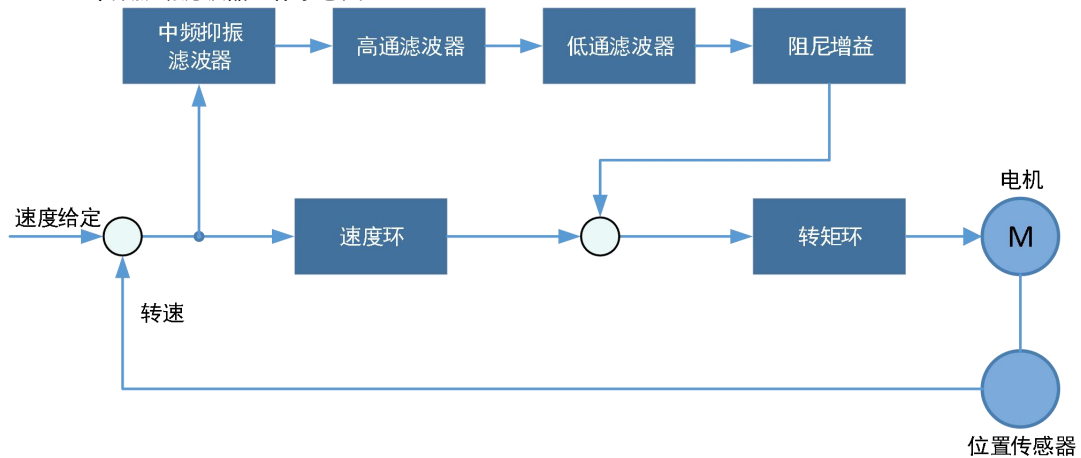 中频抑振
滤波器
高通滤波器
低通滤波器
阻尼增益
速度给定
速度环
转矩环
电机
M
转速
位置传感器